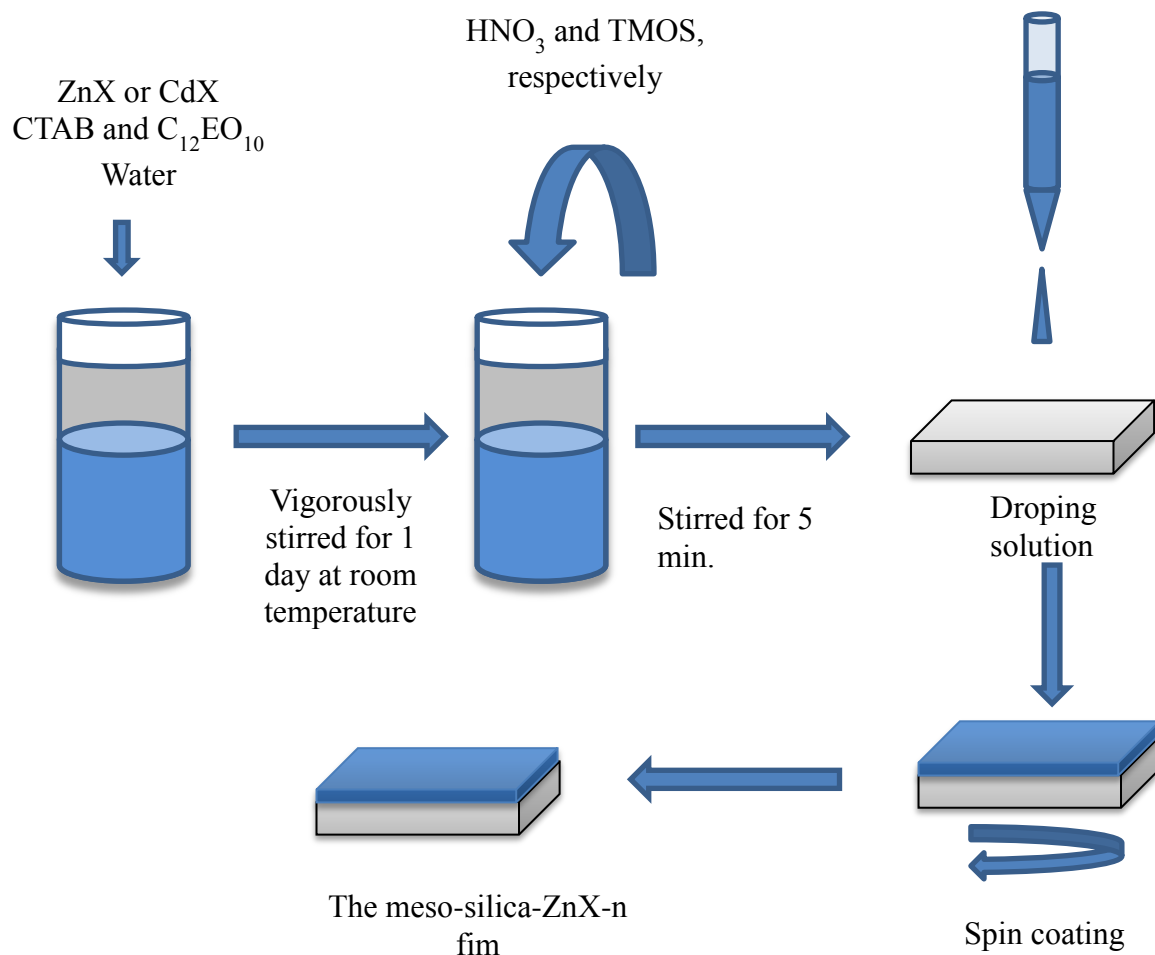 ZnX or CdX
CTAB and C₁₂EO₁₀
Water
HNO₃ and TMOS,
respectively
Vigorously
stirred for 1
day at room
temperature
Stirred for 5
min.
Droping
solution
Spin coating
The meso-silica-ZnX-n
fim